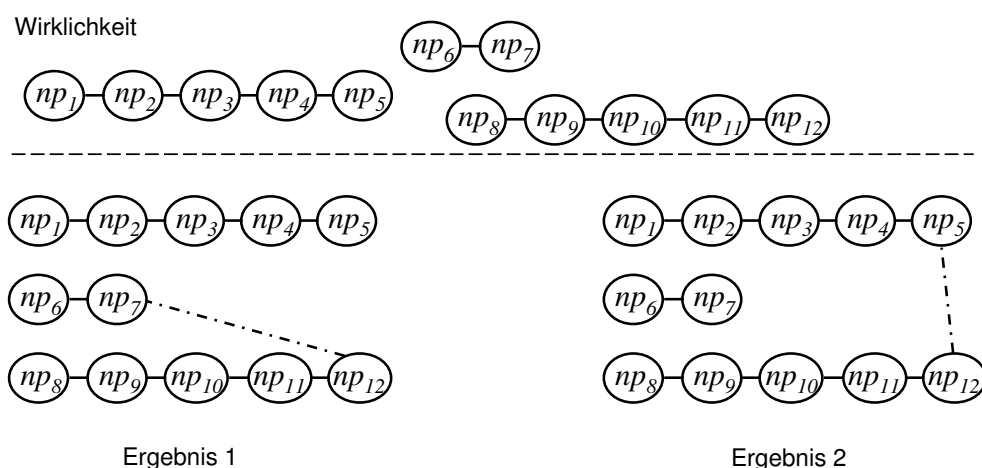 Wirklichkeit
np6 np7
np1 np2 np3 np4 np5
np8 np9 np10 np11 np12
np1 np2 np3 np4 np5 np1 np2 np3 np4 np5
np6 np7 np6 np7
np8 np9 np10 np11 np12 np8 np9 np10 np11 np12
Ergebnis 1 Ergebnis 2